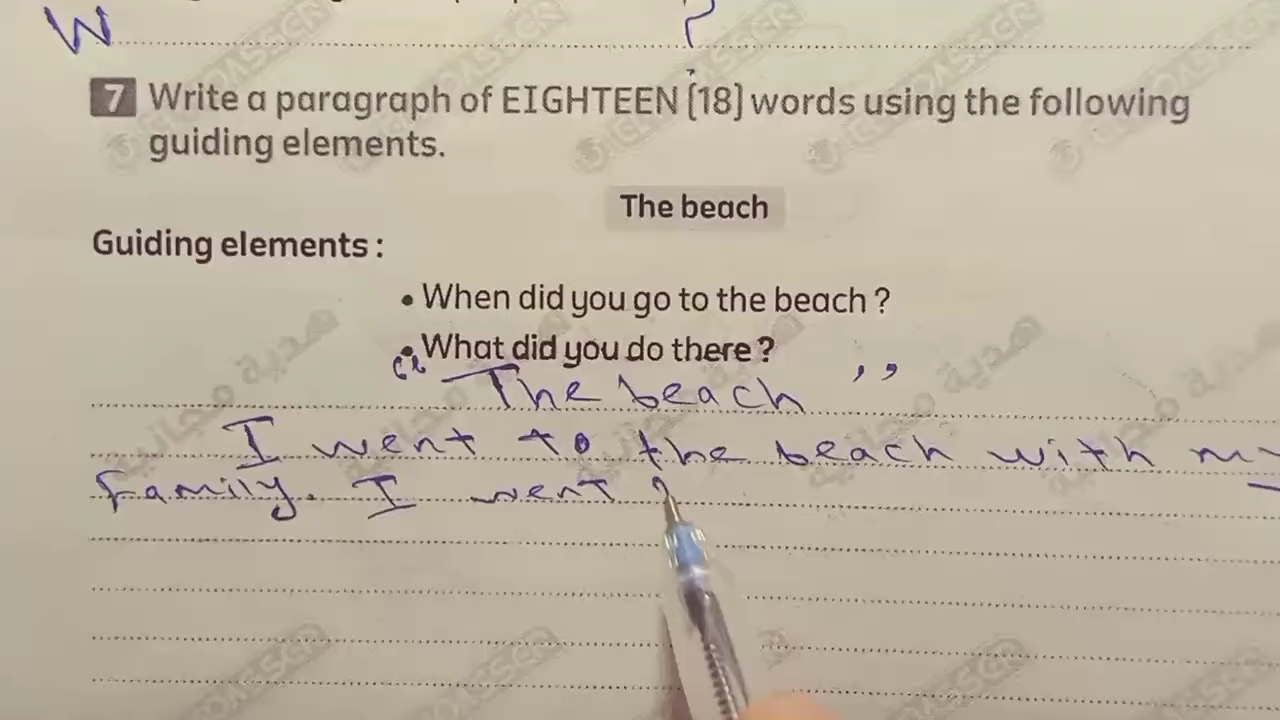 W ?
7 Write a paragraph of EIGHTEEN (18) words using the following
guiding elements.
The beach
Guiding elements :
• When did you go to the beach ?
• What did you do there ?
The beach ,,
I went to the beach with my
family. I went